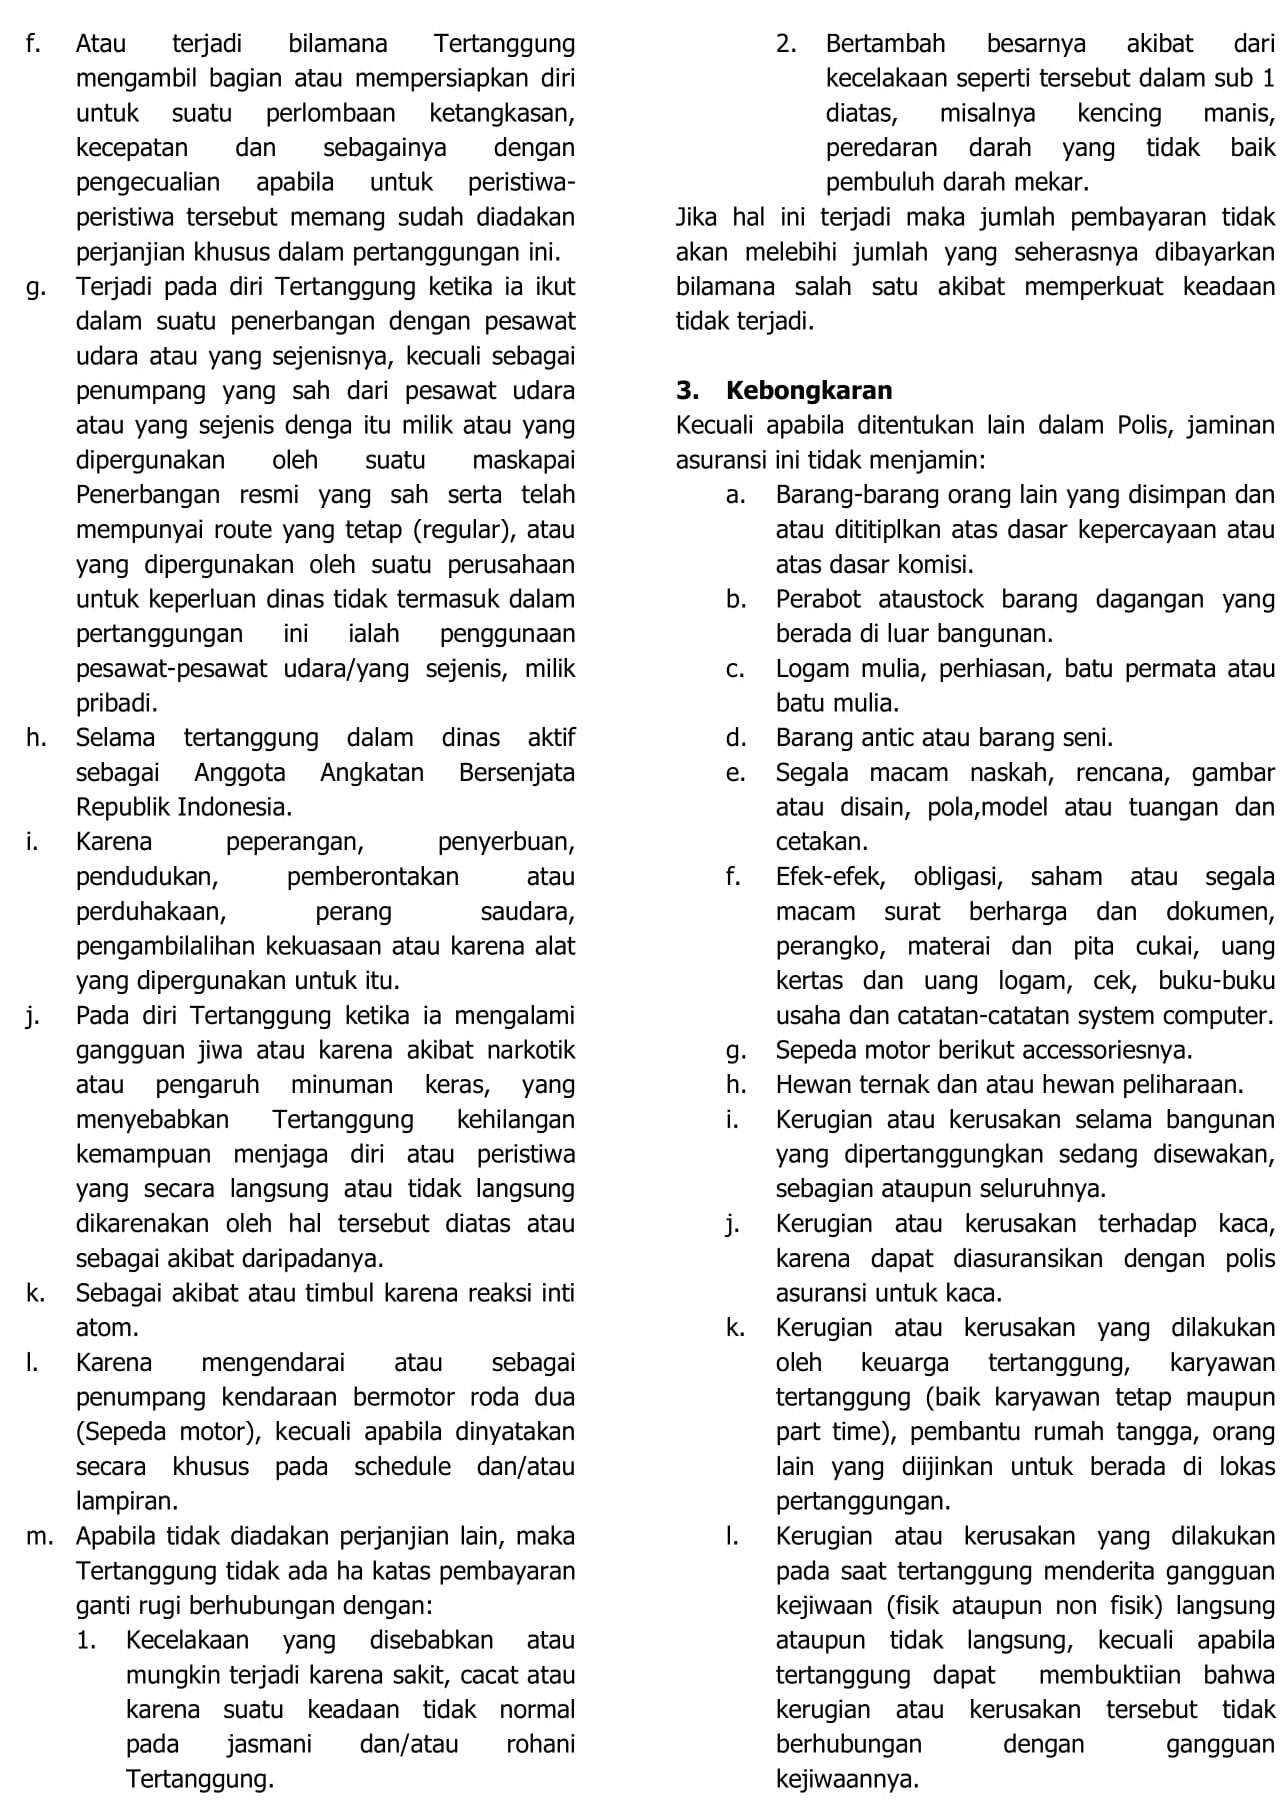 f. Atau terjadi bilamana Tertanggung
mengambil bagian atau mempersiapkan diri
untuk suatu perlombaan ketangkasan,
kecepatan dan sebagainya dengan
pengecualian apabila untuk peristiwa-
peristiwa tersebut memang sudah diadakan
perjanjian khusus dalam pertanggungan ini.
g. Terjadi pada diri Tertanggung ketika ia ikut
dalam suatu penerbangan dengan pesawat
udara atau yang sejenisnya, kecuali sebagai
penumpang yang sah dari pesawat udara
atau yang sejenis denga itu milik atau yang
dipergunakan oleh suatu maskapai
Penerbangan resmi yang sah serta telah
mempunyai route yang tetap (regular), atau
yang dipergunakan oleh suatu perusahaan
untuk keperluan dinas tidak termasuk dalam
pertanggungan ini ialah penggunaan
pesawat-pesawat udara/yang sejenis, milik
pribadi.
h. Selama tertanggung dalam dinas aktif
sebagai Anggota Angkatan Bersenjata
Republik Indonesia.
i. Karena peperangan, penyerbuan,
pendudukan, pemberontakan atau
perduhakaan, perang saudara,
pengambilalihan kekuasaan atau karena alat
yang dipergunakan untuk itu.
j. Pada diri Tertanggung ketika ia mengalami
gangguan jiwa atau karena akibat narkotik
atau pengaruh minuman keras, yang
menyebabkan Tertanggung kehilangan
kemampuan menjaga diri atau peristiwa
yang secara langsung atau tidak langsung
dikarenakan oleh hal tersebut diatas atau
sebagai akibat daripadanya.
k. Sebagai akibat atau timbul karena reaksi inti
atom.
l. Karena mengendarai atau sebagai
penumpang kendaraan bermotor roda dua
(Sepeda motor), kecuali apabila dinyatakan
secara khusus pada schedule dan/atau
lampiran.
m. Apabila tidak diadakan perjanjian lain, maka
Tertanggung tidak ada ha katas pembayaran
ganti rugi berhubungan dengan:
1. Kecelakaan yang disebabkan atau
mungkin terjadi karena sakit, cacat atau
karena suatu keadaan tidak normal
pada jasmani dan/atau rohani
Tertanggung.
2. Bertambah besarnya akibat dari
kecelakaan seperti tersebut dalam sub 1
diatas, misalnya kencing manis,
peredaran darah yang tidak baik
pembuluh darah mekar.
Jika hal ini terjadi maka jumlah pembayaran tidak
akan melebihi jumlah yang seherasnya dibayarkan
bilamana salah satu akibat memperkuat keadaan
tidak terjadi.
3. Kebongkaran
Kecuali apabila ditentukan lain dalam Polis, jaminan
asuransi ini tidak menjamin:
a. Barang-barang orang lain yang disimpan dan
atau dititiplkan atas dasar kepercayaan atau
atas dasar komisi.
b. Perabot ataustock barang dagangan yang
berada di luar bangunan.
c. Logam mulia, perhiasan, batu permata atau
batu mulia.
d. Barang antic atau barang seni.
e. Segala macam naskah, rencana, gambar
atau disain, pola,model atau tuangan dan
cetakan.
f. Efek-efek, obligasi, saham atau segala
macam surat berharga dan dokumen,
perangko, materai dan pita cukai, uang
kertas dan uang logam, cek, buku-buku
usaha dan catatan-catatan system computer.
g. Sepeda motor berikut accessoriesnya.
h. Hewan ternak dan atau hewan peliharaan.
i. Kerugian atau kerusakan selama bangunan
yang dipertanggungkan sedang disewakan,
sebagian ataupun seluruhnya.
j. Kerugian atau kerusakan terhadap kaca,
karena dapat diasuransikan dengan polis
asuransi untuk kaca.
k. Kerugian atau kerusakan yang dilakukan
oleh keuarga tertanggung, karyawan
tertanggung (baik karyawan tetap maupun
part time), pembantu rumah tangga, orang
lain yang diijinkan untuk berada di lokas
pertanggungan.
l. Kerugian atau kerusakan yang dilakukan
pada saat tertanggung menderita gangguan
kejiwaan (fisik ataupun non fisik) langsung
ataupun tidak langsung, kecuali apabila
tertanggung dapat membuktiian bahwa
kerugian atau kerusakan tersebut tidak
berhubungan dengan gangguan
kejiwaannya.